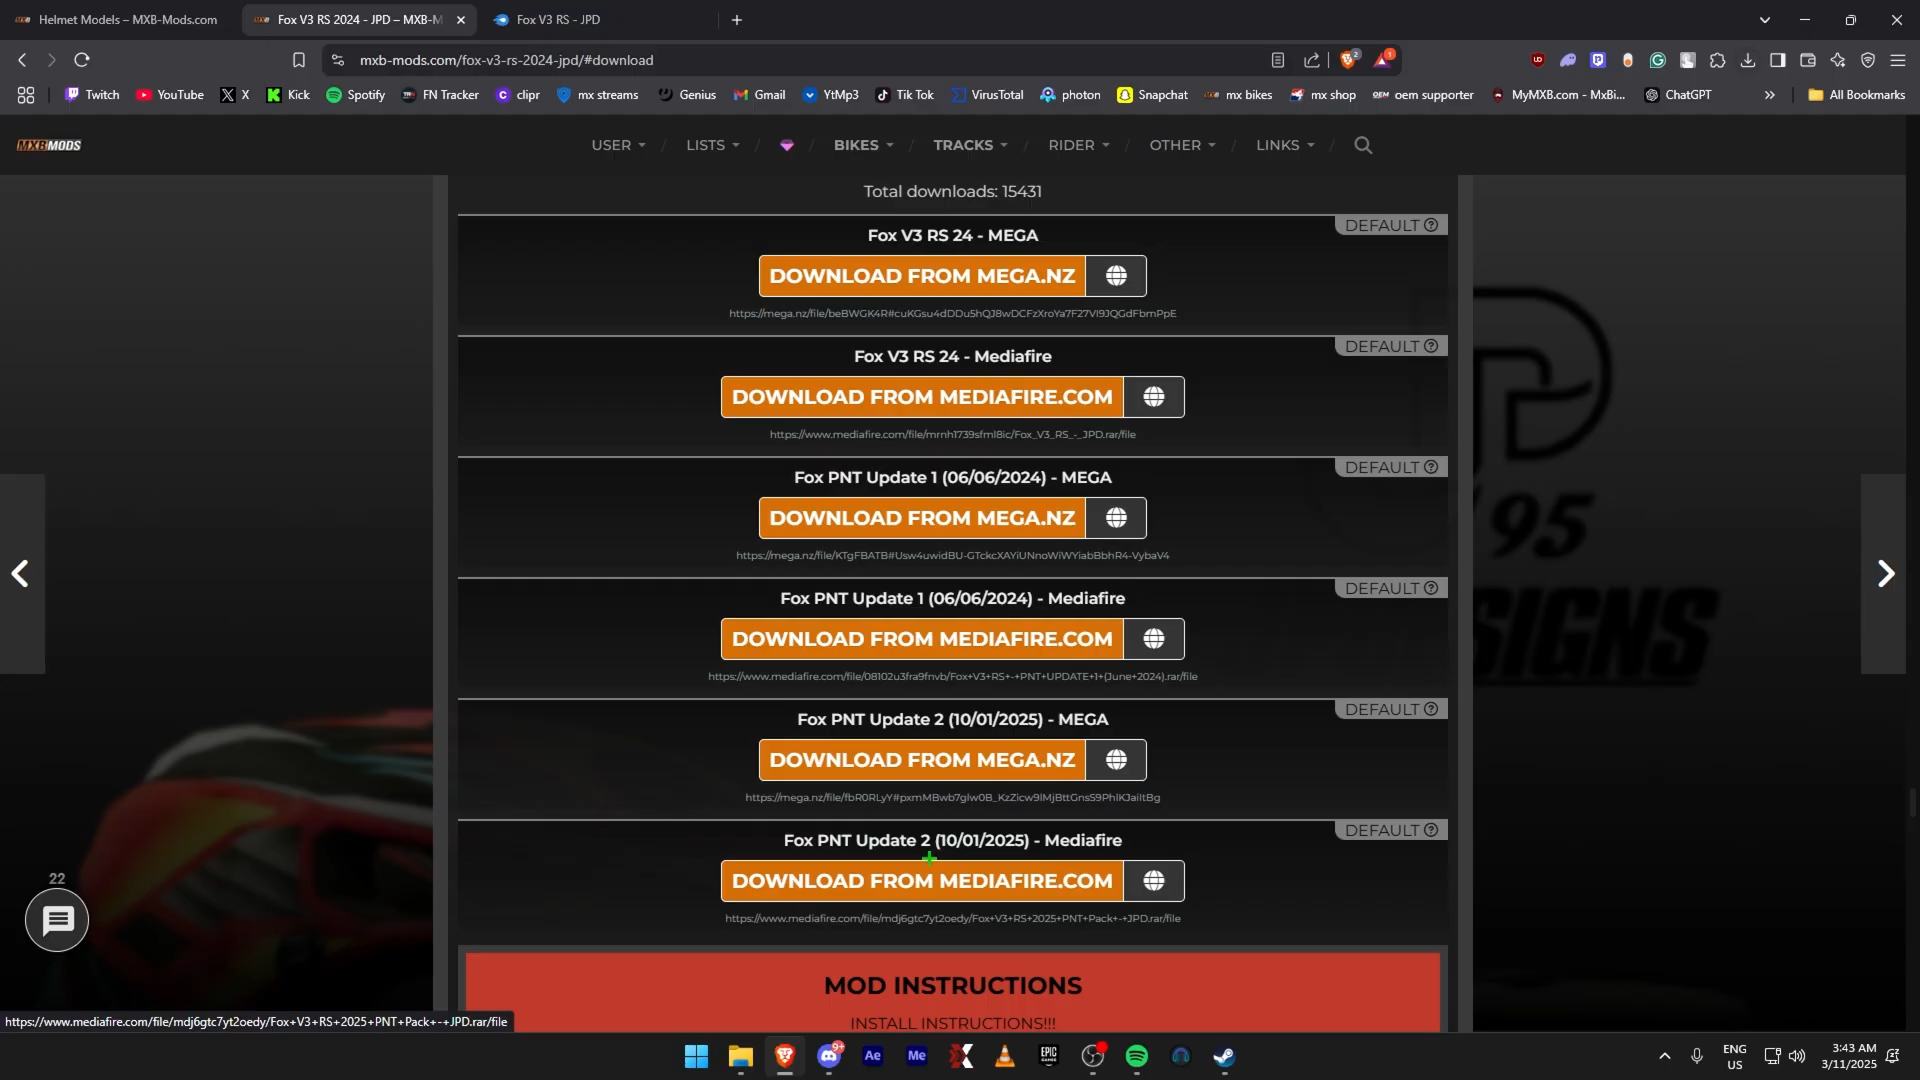 Helmet Models – MXB-Mods.com
Fox V3 RS 2024 - JPD – MXB-M
Fox V3 RS - JPD
mxb-mods.com/fox-v3-rs-2024-jpd/#download
2
1
Twitch
YouTube
X
Kick
Spotify
FN Tracker
clipr
mx streams
Genius
Gmail
YtMp3
Tik Tok
VirusTotal
photon
Snapchat
mx bikes
mx shop
oem supporter
MyMXB.com - MxBi...
ChatGPT
All Bookmarks
MXBMODS
USER
/
LISTS
/
/
BIKES
/
TRACKS
/
RIDER
/
OTHER
/
LINKS
/
Total downloads: 15431
DEFAULT
Fox V3 RS 24 - MEGA
DOWNLOAD FROM MEGA.NZ
https://mega.nz/file/beBWGK4R#cuKGsu4dDDu5hQJ8wDCFzXroYa7F27VI9JQGdFbmPpE
DEFAULT
Fox V3 RS 24 - Mediafire
DOWNLOAD FROM MEDIAFIRE.COM
https://www.mediafire.com/file/mrnh1739sfml8ic/Fox_V3_RS_-_JPD.rar/file
DEFAULT
Fox PNT Update 1 (06/06/2024) - MEGA
DOWNLOAD FROM MEGA.NZ
https://mega.nz/file/KTgFBATB#Usw4uwidBU-GTckcXAYiUNnoWiWYiabBbhR4-VybaV4
DEFAULT
Fox PNT Update 1 (06/06/2024) - Mediafire
DOWNLOAD FROM MEDIAFIRE.COM
https://www.mediafire.com/file/08102u3fra9fnvb/Fox+V3+RS+-+PNT+UPDATE+1+(June+2024).rar/file
DEFAULT
Fox PNT Update 2 (10/01/2025) - MEGA
DOWNLOAD FROM MEGA.NZ
https://mega.nz/file/fbR0RLyY#pxmMBwb7glw0B_KzZicw9lMjBttGnsS9PhlKJaiItBg
DEFAULT
Fox PNT Update 2 (10/01/2025) - Mediafire
DOWNLOAD FROM MEDIAFIRE.COM
https://www.mediafire.com/file/mdj6gtc7yt2oedy/Fox+V3+RS+2025+PNT+Pack+-+JPD.rar/file
MOD INSTRUCTIONS
INSTALL INSTRUCTIONS!!!
22
95
SIGNS
https://www.mediafire.com/file/mdj6gtc7yt2oedy/Fox+V3+RS+2025+PNT+Pack+-+JPD.rar/file
9+
Ae
Me
EPIC
GAMES
ENG
US
3:43 AM
3/11/2025